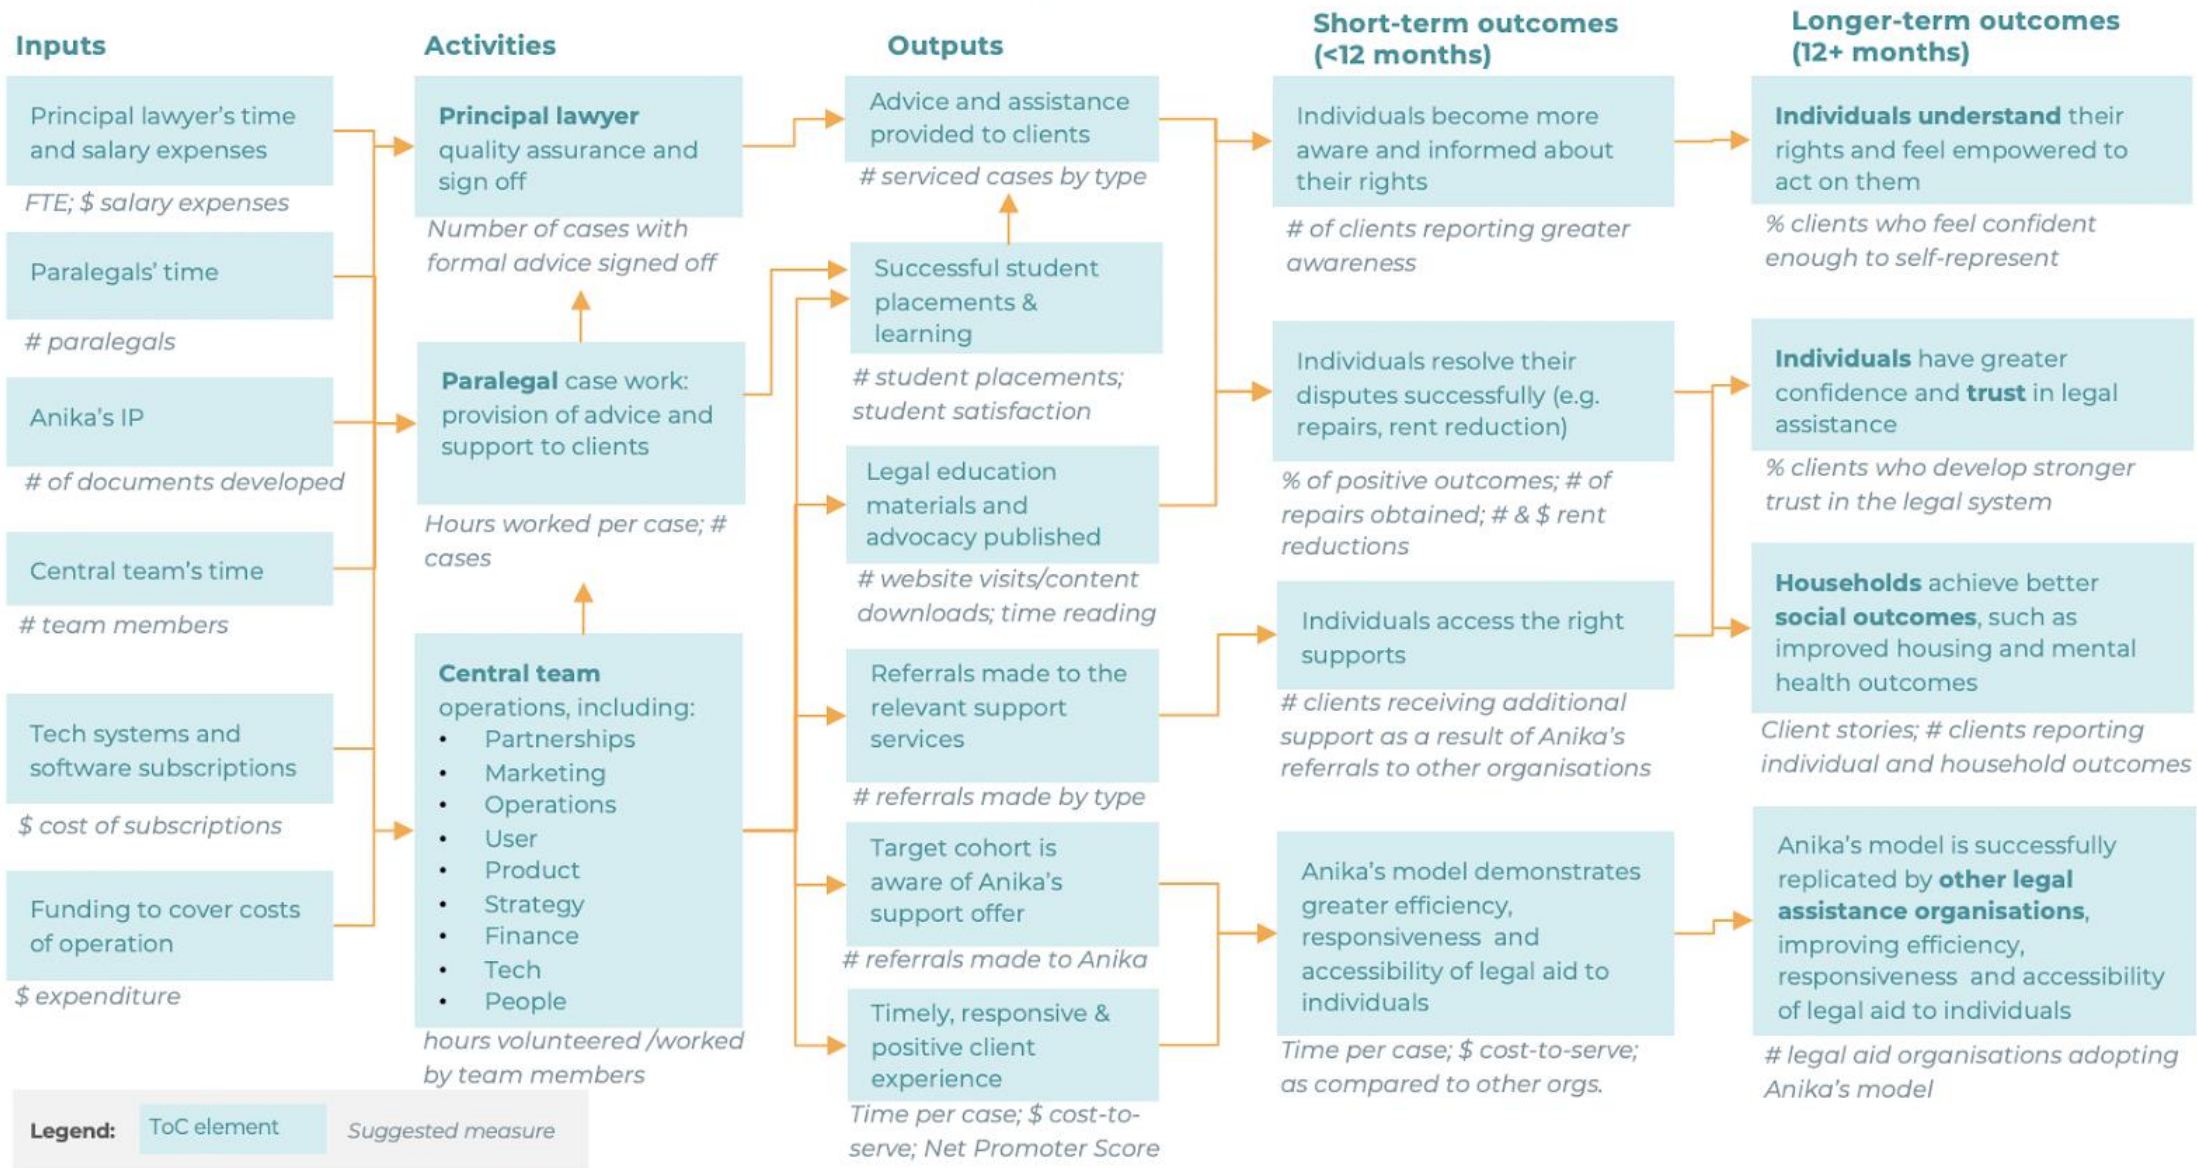 Inputs
Principal lawyer's time
and salary expenses
FTE; $ salary expenses
Paralegals' time
# paralegals
Anika's IP
# of documents developed
Central team's time
# team members
Tech systems and
software subscriptions
$ cost of subscriptions
Funding to cover costs
of operation
$ expenditure
Activities
Principal lawyer
quality assurance and
sign off
Number of cases with
formal advice signed off
Paralegal case work:
provision of advice and
support to clients
Hours worked per case; #
cases
Central team
operations, including:
• Partnerships
• Marketing
• Operations
• User
• Product
• Strategy
• Finance
• Tech
• People
hours volunteered /worked
by team members
Outputs
Advice and assistance
provided to clients
# serviced cases by type
Successful student
placements &
learning
# student placements;
student satisfaction
Legal education
materials and
advocacy published
# website visits/content
downloads; time reading
Referrals made to the
relevant support
services
# referrals made by type
Target cohort is
aware of Anika's
support offer
# referrals made to Anika
Timely, responsive &
positive client
experience
Time per case; $ cost-to-
serve; Net Promoter Score
Short-term outcomes
(<12 months)
Individuals become more
aware and informed about
their rights
# of clients reporting greater
awareness
Individuals resolve their
disputes successfully (e.g.
repairs, rent reduction)
% of positive outcomes; # of
repairs obtained; # & $ rent
reductions
Individuals access the right
supports
# clients receiving additional
support as a result of Anika's
referrals to other organisations
Anika's model demonstrates
greater efficiency,
responsiveness and
accessibility of legal aid to
individuals
Time per case; $ cost-to-serve;
as compared to other orgs.
Longer-term outcomes
(12+ months)
Individuals understand their
rights and feel empowered to
act on them
% clients who feel confident
enough to self-represent
Individuals have greater
confidence and trust in legal
assistance
% clients who develop stronger
trust in the legal system
Households achieve better
social outcomes, such as
improved housing and mental
health outcomes
Client stories; # clients reporting
individual and household outcomes
Anika's model is successfully
replicated by other legal
assistance organisations,
improving efficiency,
responsiveness and accessibility
of legal aid to individuals
# legal aid organisations adopting
Anika's model
Legend:
ToC element
Suggested measure